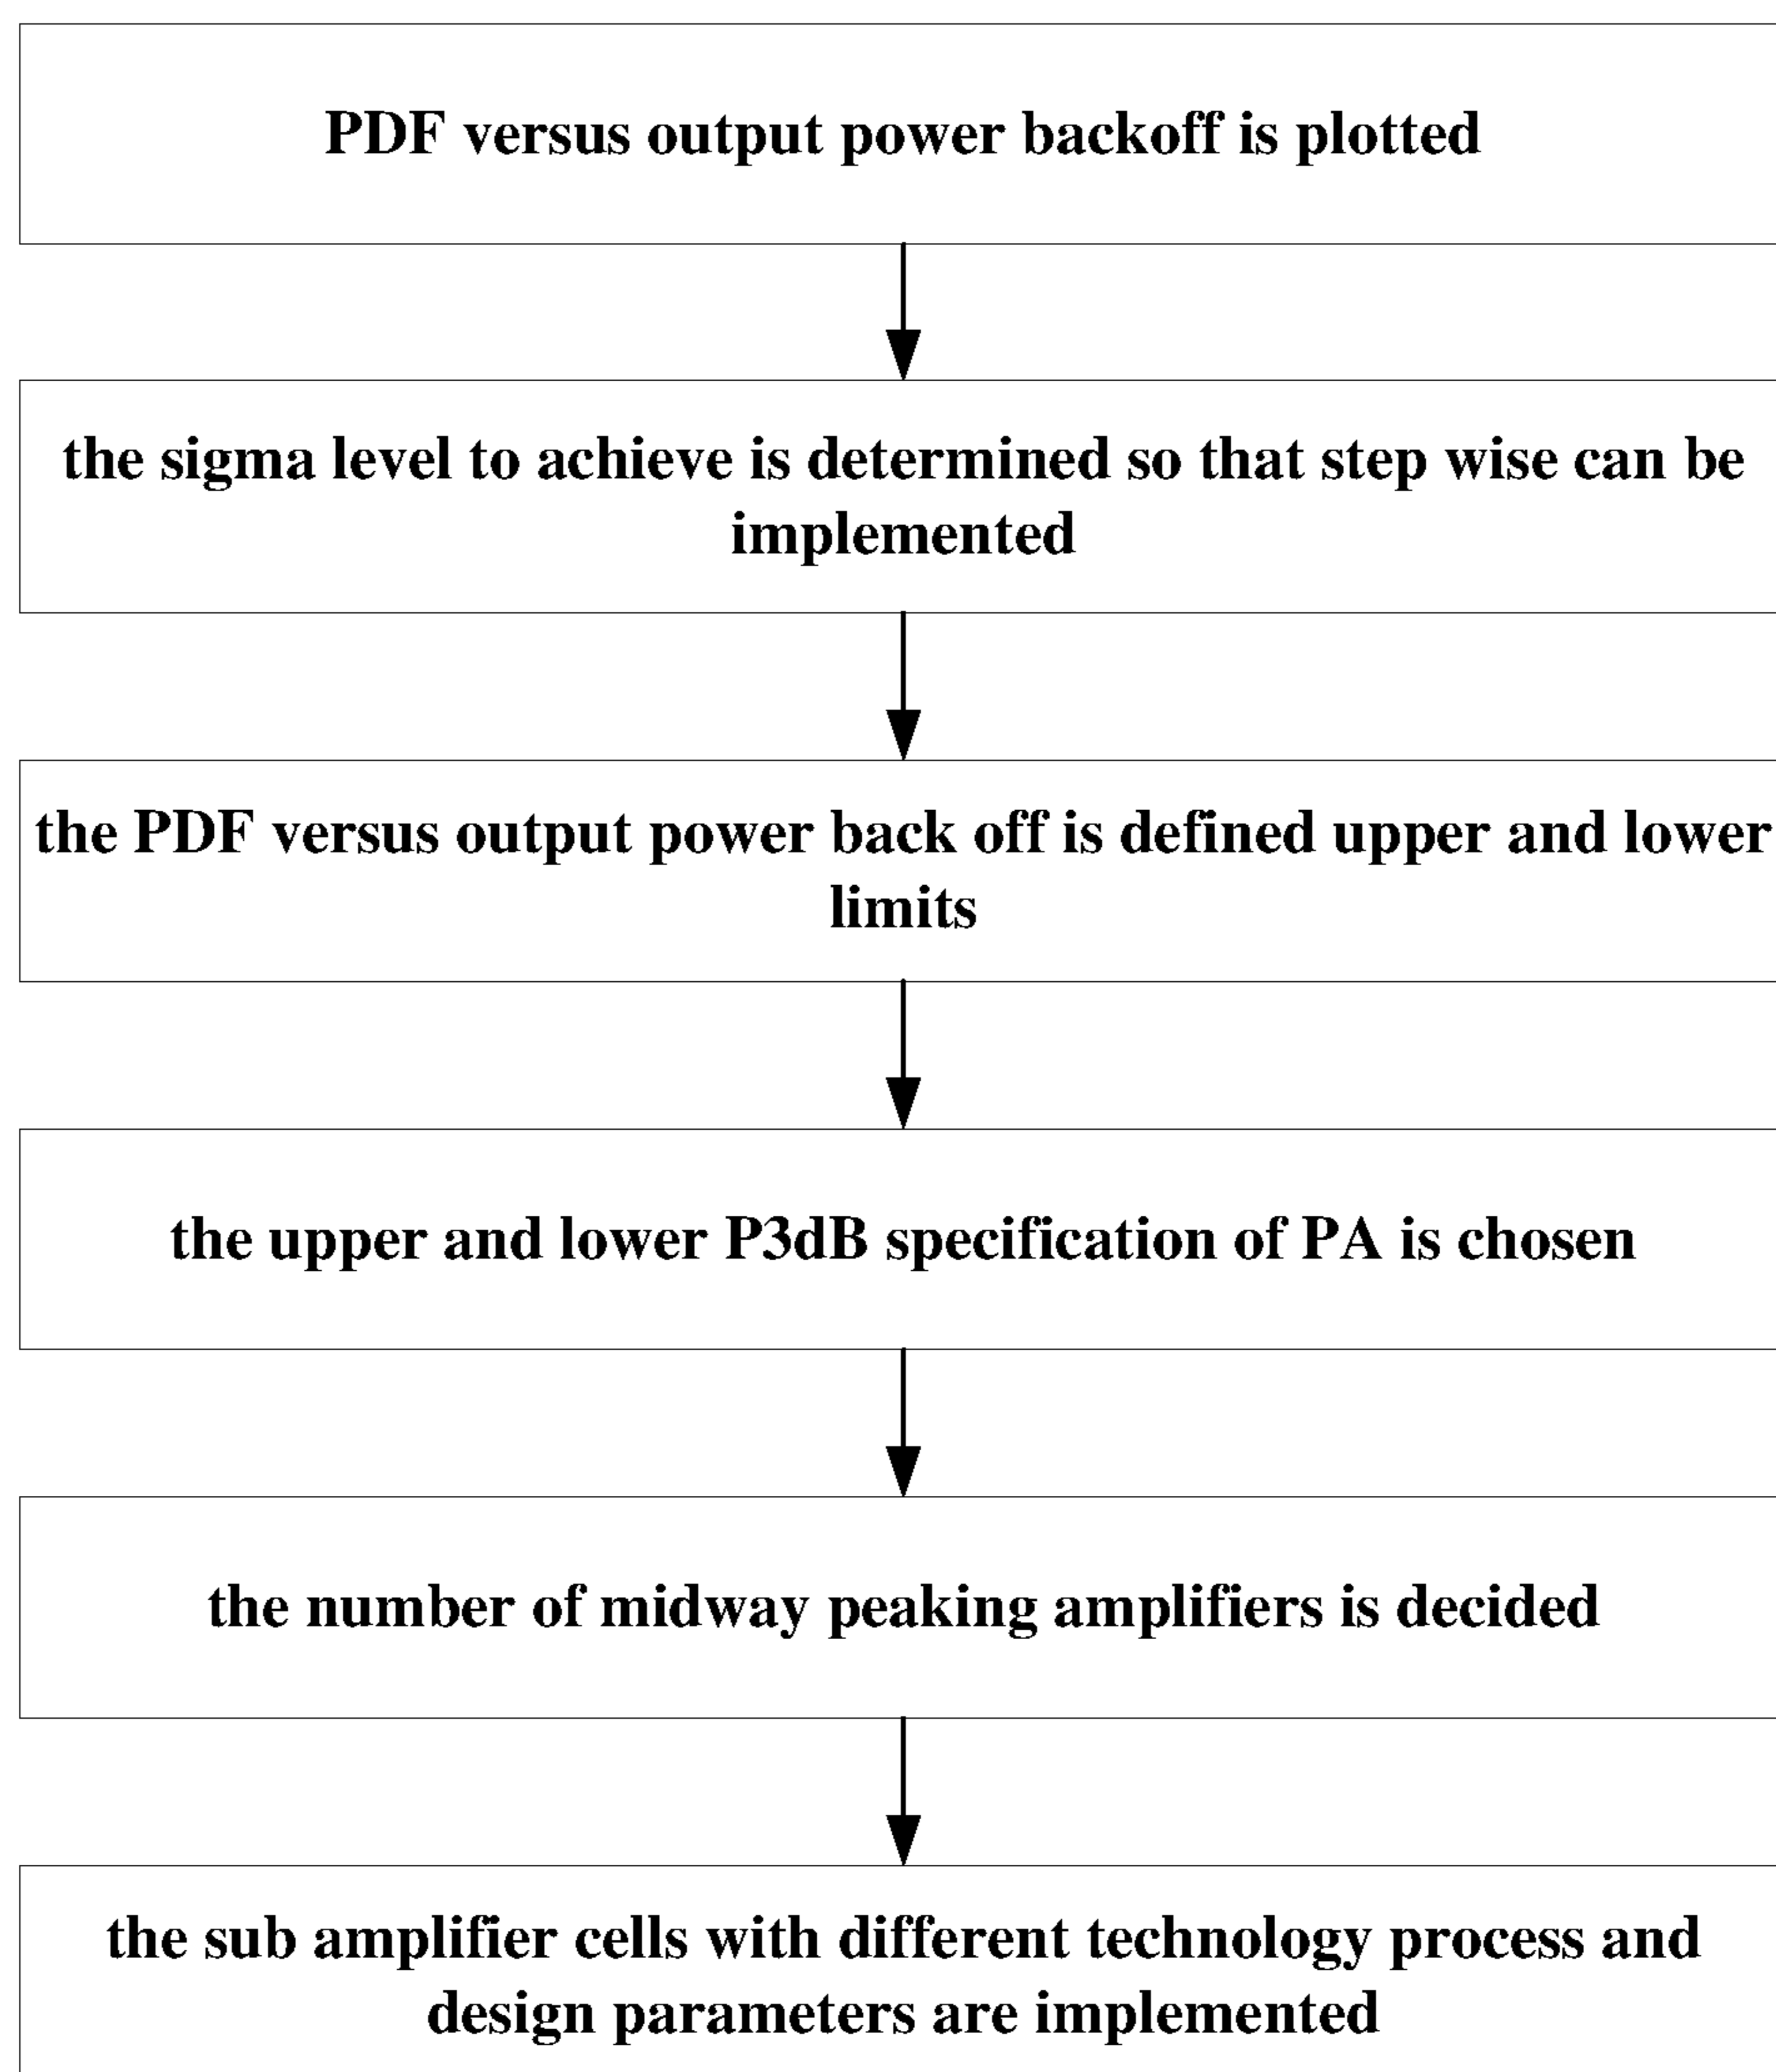 PDF versus output power backoff is plotted
the sigma level to achieve is determined so that step wise can be
implemented
the PDF versus output power back off is defined upper and lower
limits
the upper and lower P3dB specification of PA is chosen
the number of midway peaking amplifiers is decided
the sub amplifier cells with different technology process and
design parameters are implemented